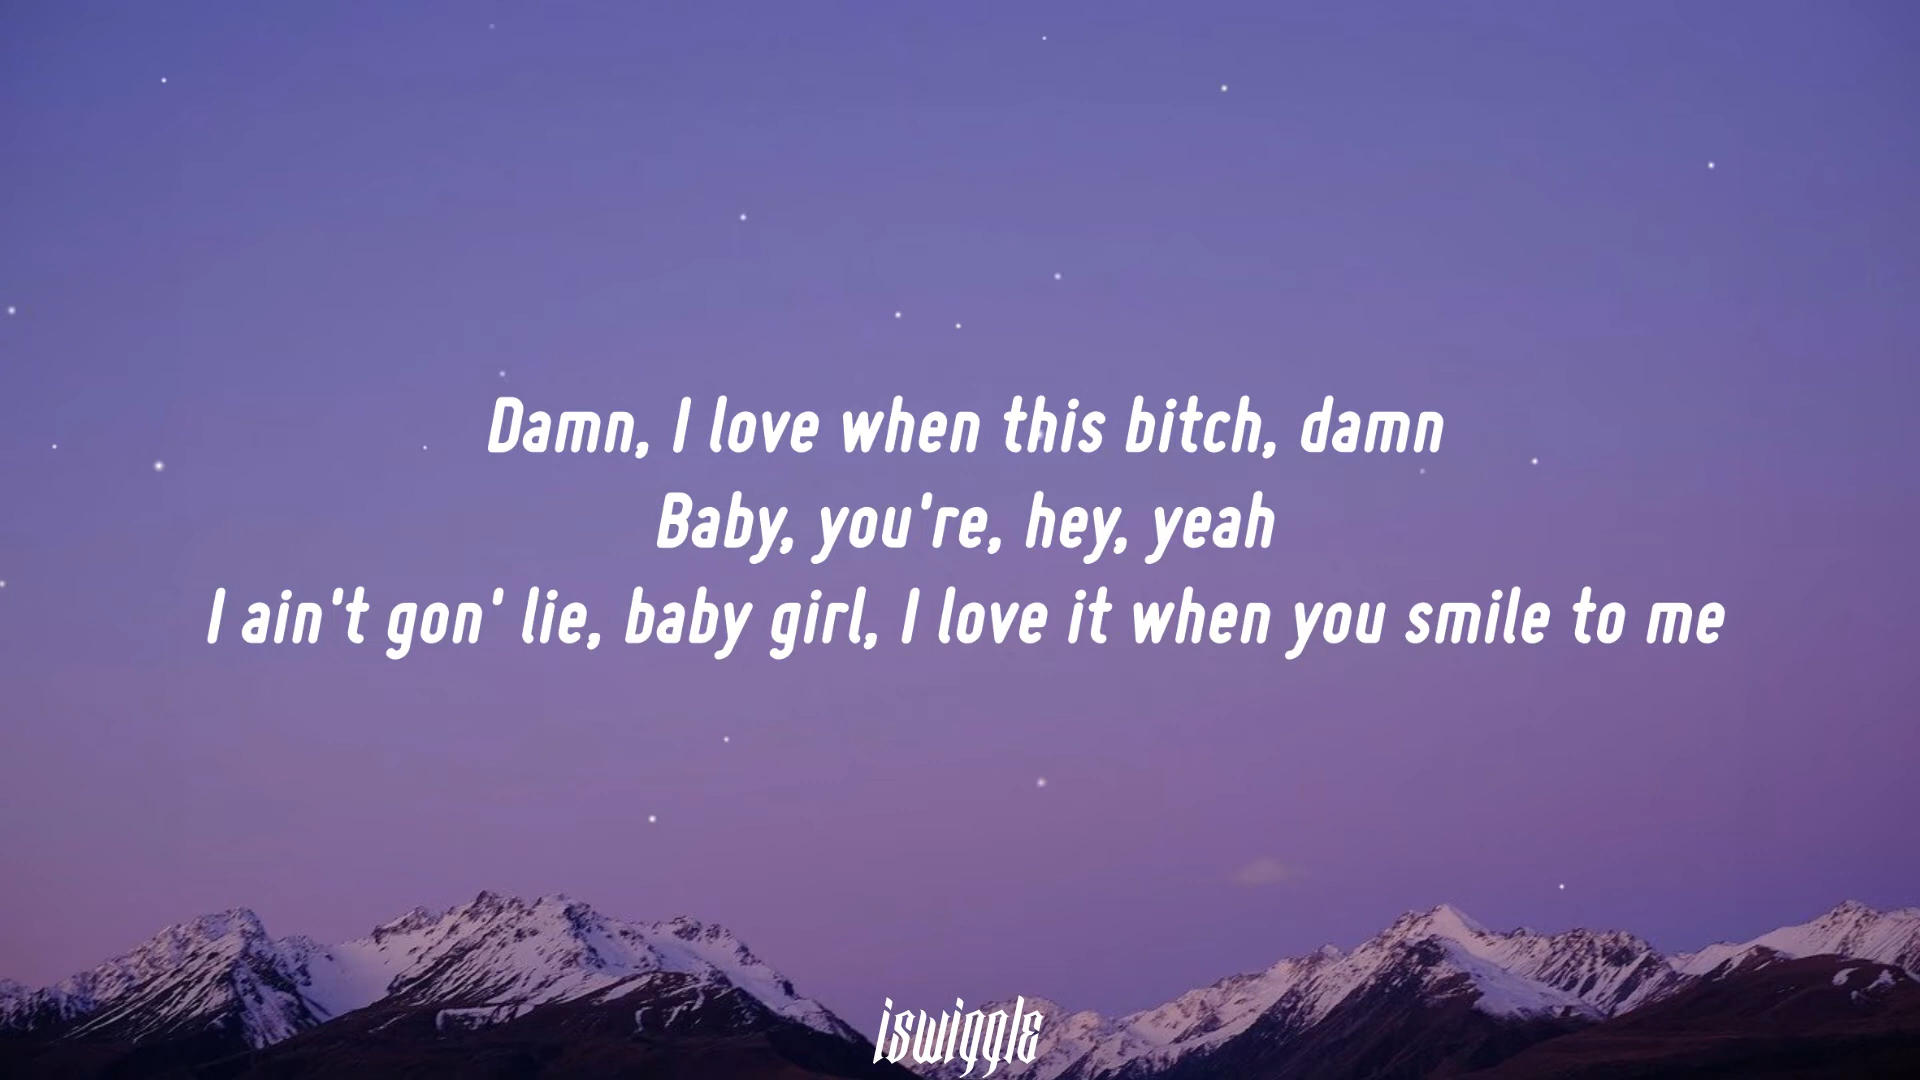 Damn, I love when this bitch, damn
Baby, you're, hey, yeah
I ain't gon' lie, baby girl, I love it when you smile to me
iswiggle